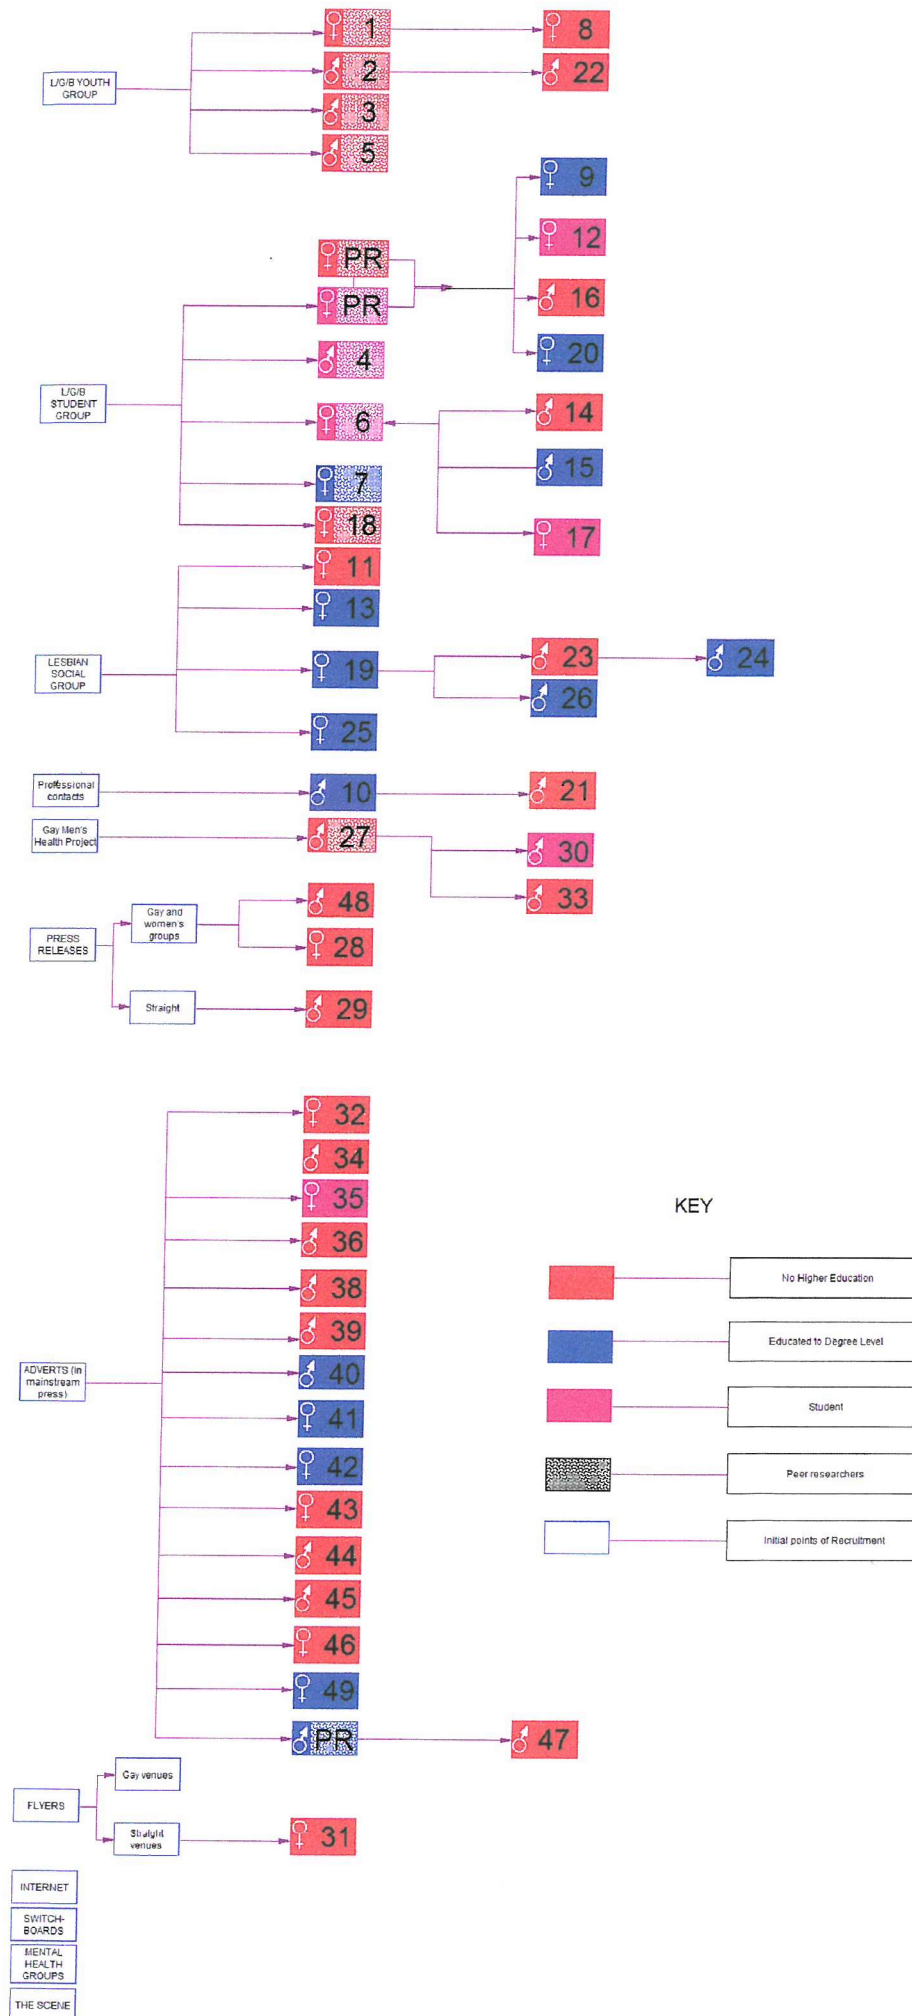 1
8
2
22
L/G/B YOUTH
GROUP
3
5
9
12
PR
PR
16
20
4
L/G/B
STUDENT
GROUP
6
14
15
7
17
18
11
13
LESBIAN
SOCIAL
GROUP
19
23
24
26
25
Professional
contacts
10
21
Gay Men's
Health Project
27
30
33
48
Gay and
women's
groups
PRESS
RELEASES
28
Straight
29
32
34
35
36
38
39
ADVERTS (in
mainstream
press)
40
41
42
43
44
45
46
49
PR
47
KEY
No Higher Education
Educated to Degree Level
Student
Peer researchers
Initial points of Recruitment
Gay venues
FLYERS
Straight
venues
31
INTERNET
SWITCH-
BOARDS
MENTAL
HEALTH
GROUPS
THE SCENE